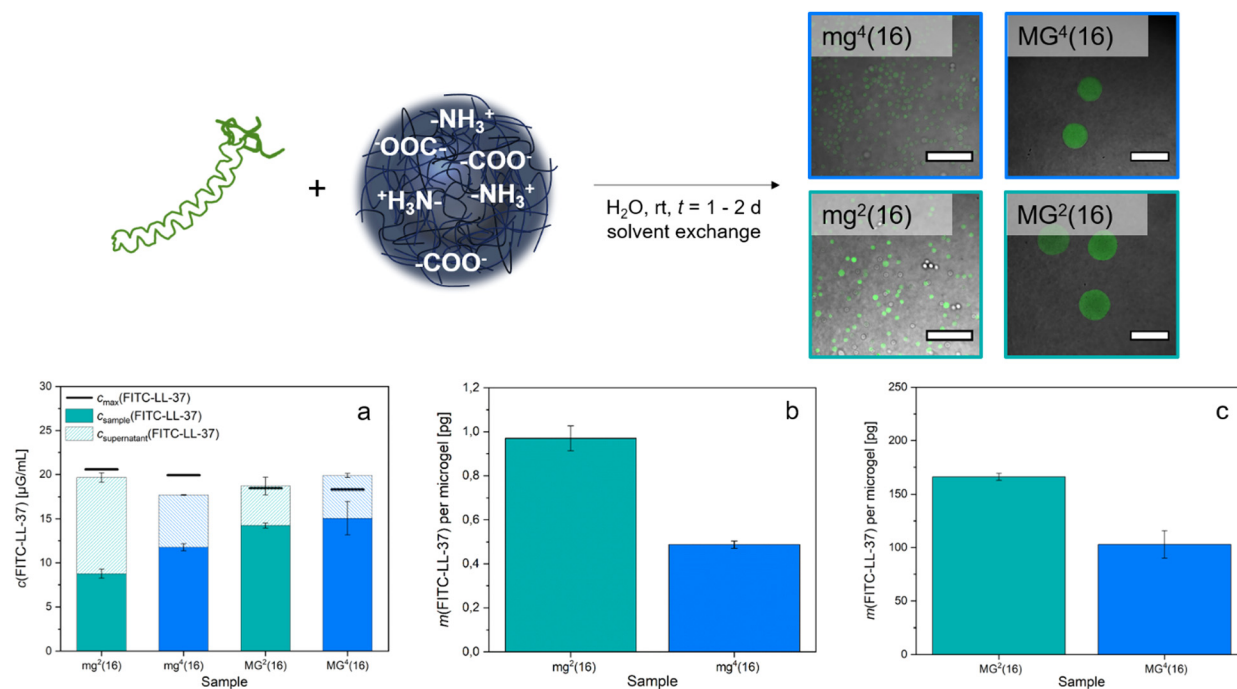 mg⁴(16)
MG⁴(16)
-NH₃⁺
⁻OOC-
-COO⁻
⁺H₃N-
-NH₃⁺
-COO⁻
+
H₂O, rt, t = 1 - 2 d
solvent exchange
mg²(16)
MG²(16)
a
c_max(FITC-LL-37)
c_sample(FITC-LL-37)
c_supernatant(FITC-LL-37)
c(FITC-LL-37) [µG/mL]
30
25
20
15
10
5
0
mg²(16) mg⁴(16) MG²(16) MG⁴(16)
Sample
b
m(FITC-LL-37) per microgel [pg]
1,2
1,0
0,8
0,6
0,4
0,2
0,0
mg²(16) mg⁴(16)
Sample
c
m(FITC-LL-37) per microgel [pg]
250
200
150
100
50
0
MG²(16) MG⁴(16)
Sample